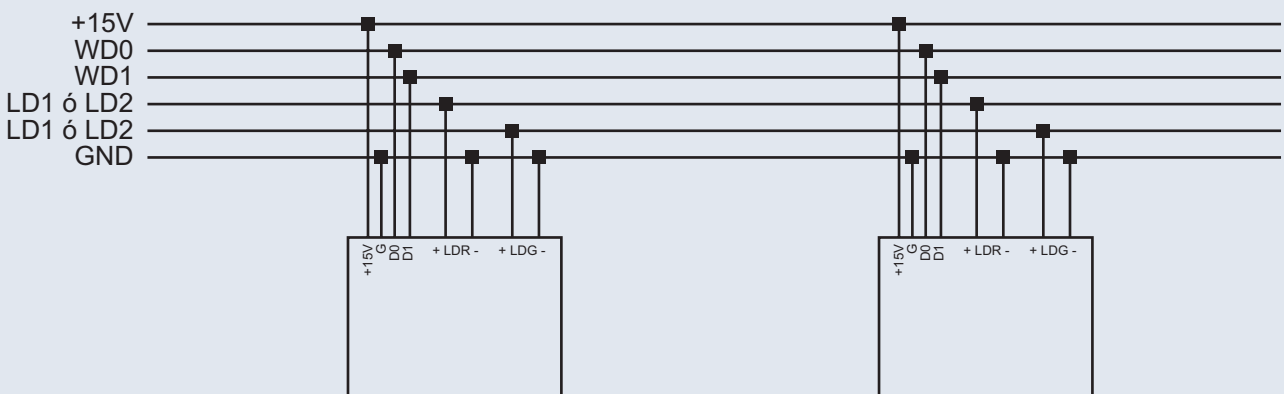 +15V
WD0
WD1
LD1 ó LD2
LD1 ó LD2
GND
+15V
G
D0
D1
+ LDR -
+ LDG -
+15V
G
D0
D1
+ LDR -
+ LDG -